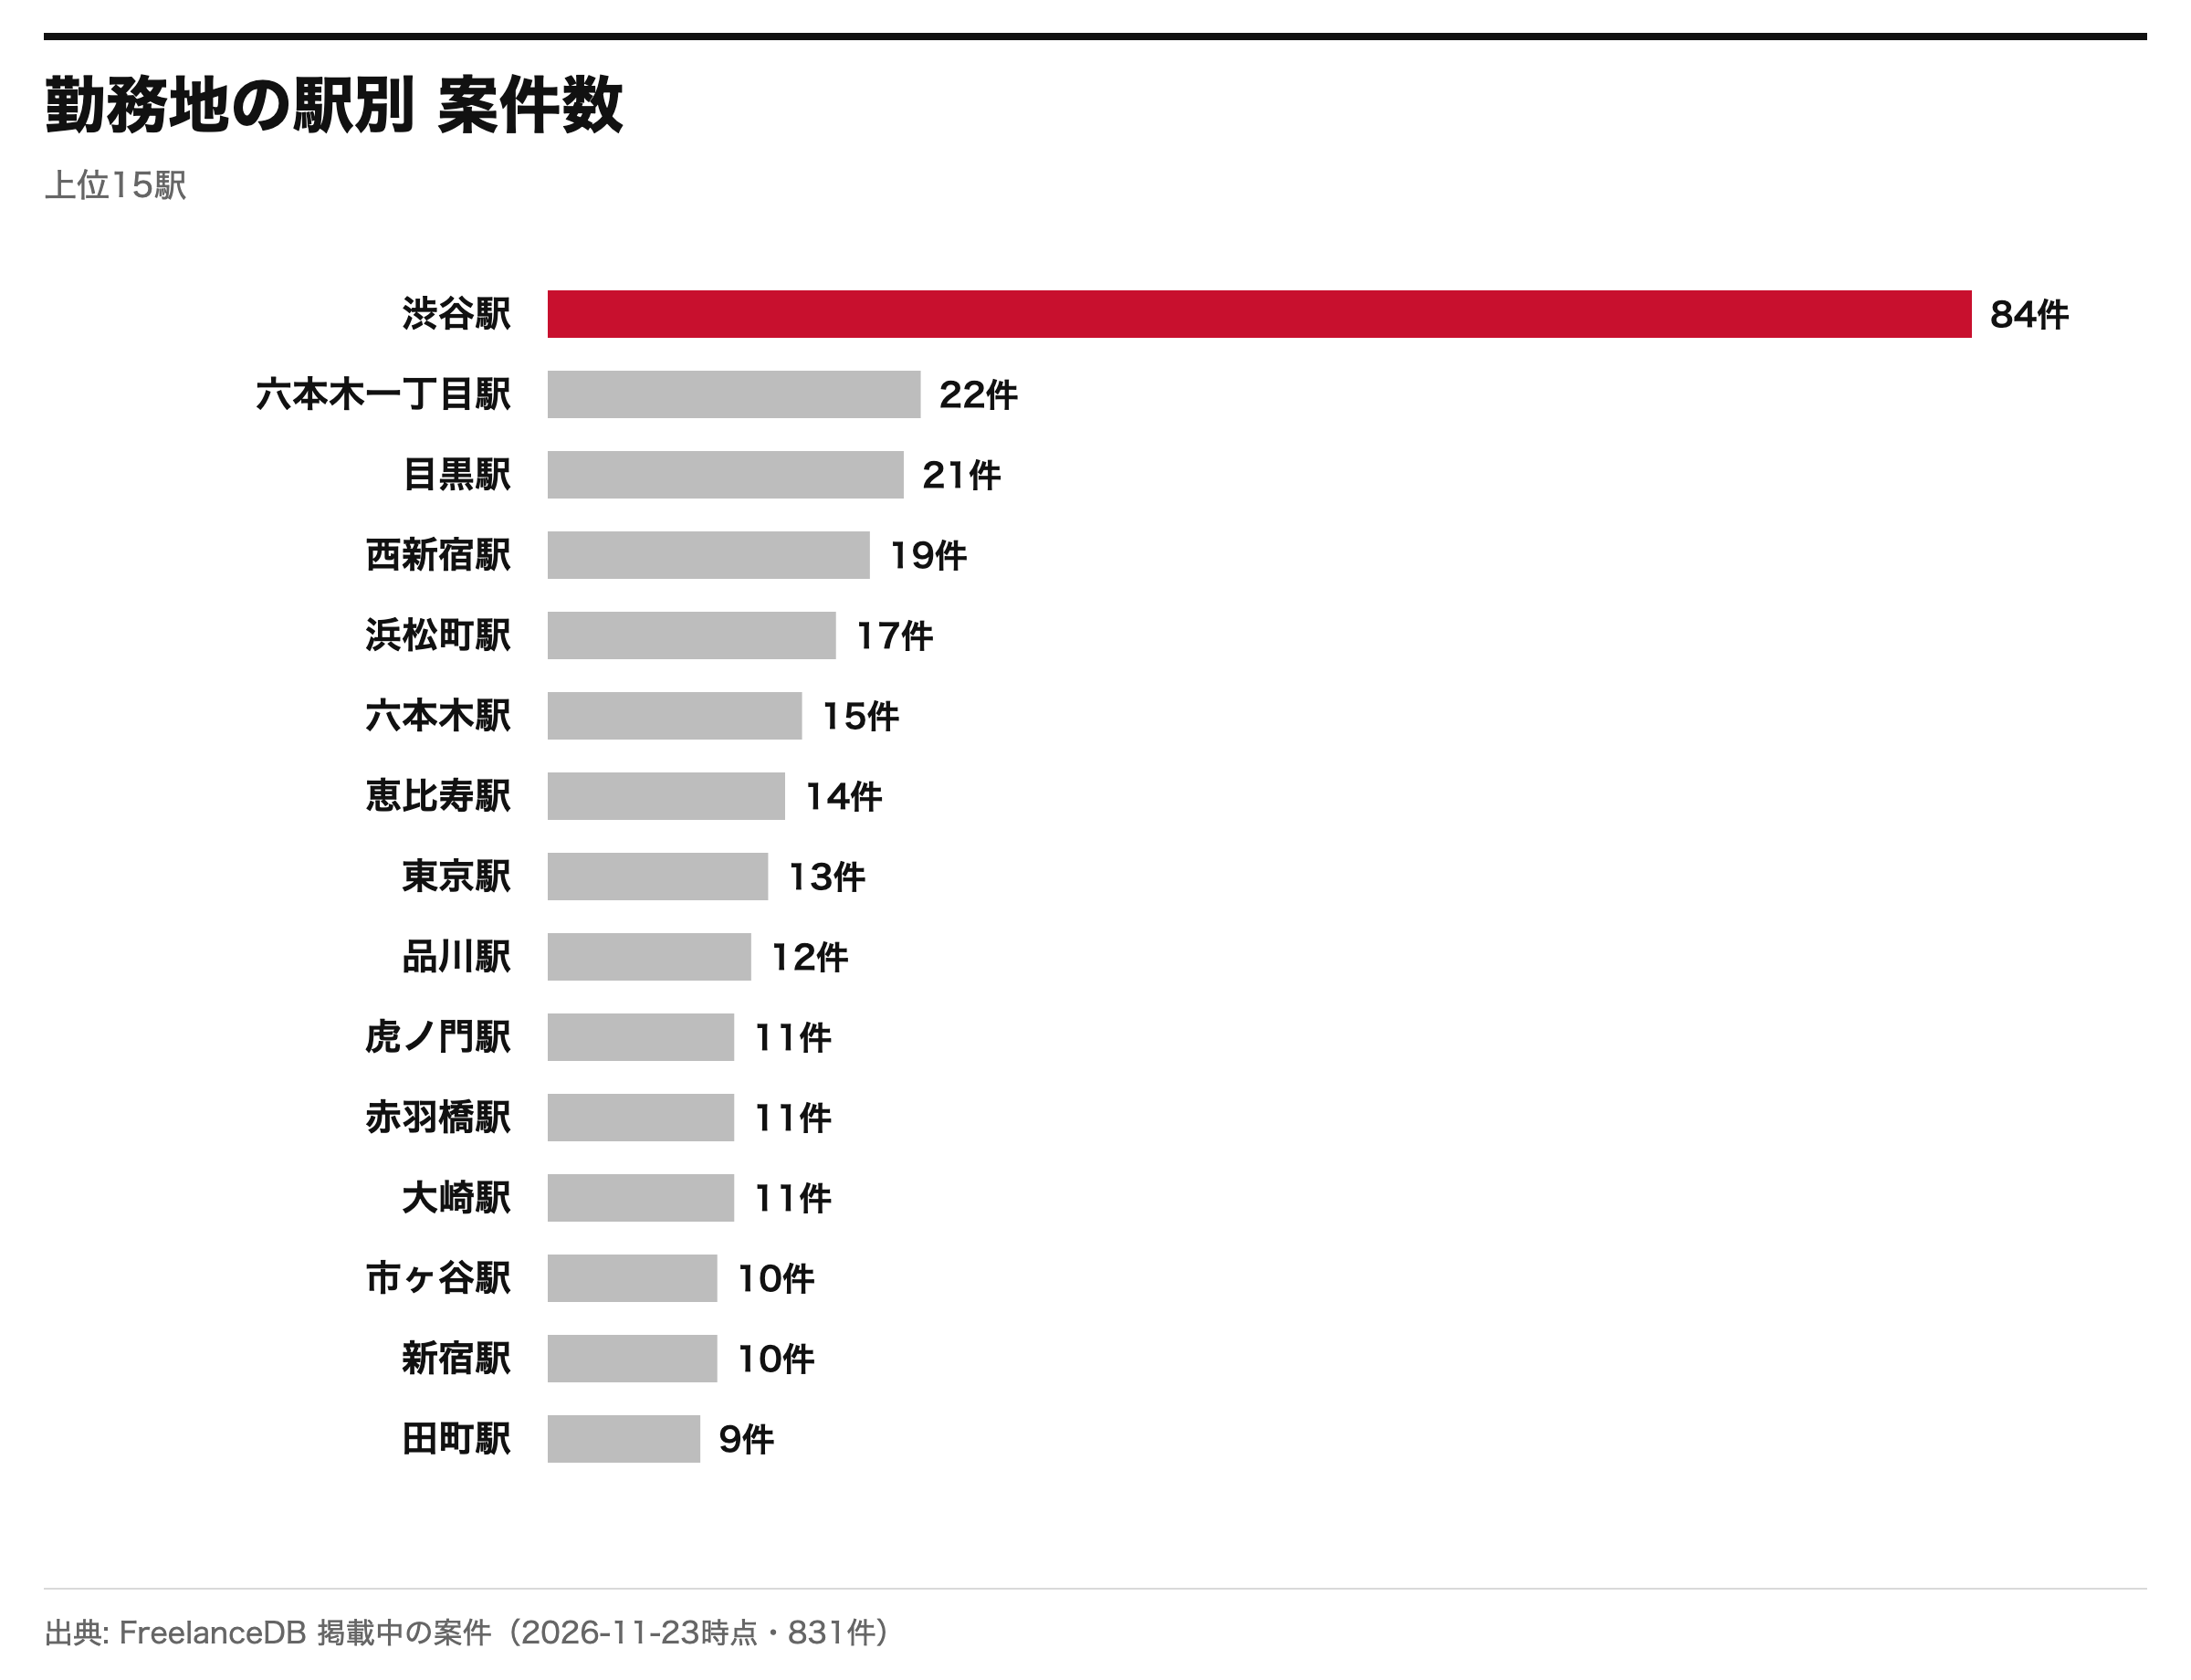 勤務地の駅別 案件数
上位15駅
渋谷駅 84件
六本木一丁目駅 22件
目黒駅 21件
西新宿駅 19件
浜松町駅 17件
六本木駅 15件
恵比寿駅 14件
東京駅 13件
品川駅 12件
虎ノ門駅 11件
赤羽橋駅 11件
大崎駅 11件
市ヶ谷駅 10件
新宿駅 10件
田町駅 9件
出典: FreelanceDB 掲載中の案件（2026-11-23時点・831件）